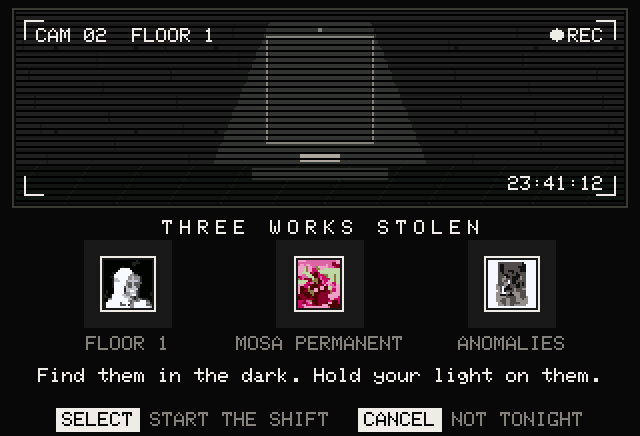 CAM 02 FLOOR 1
REC
23:41:12
THREE WORKS STOLEN
FLOOR 1 MOSA PERMANENT ANOMALIES
Find them in the dark. Hold your light on them.
SELECT START THE SHIFT CANCEL NOT TONIGHT